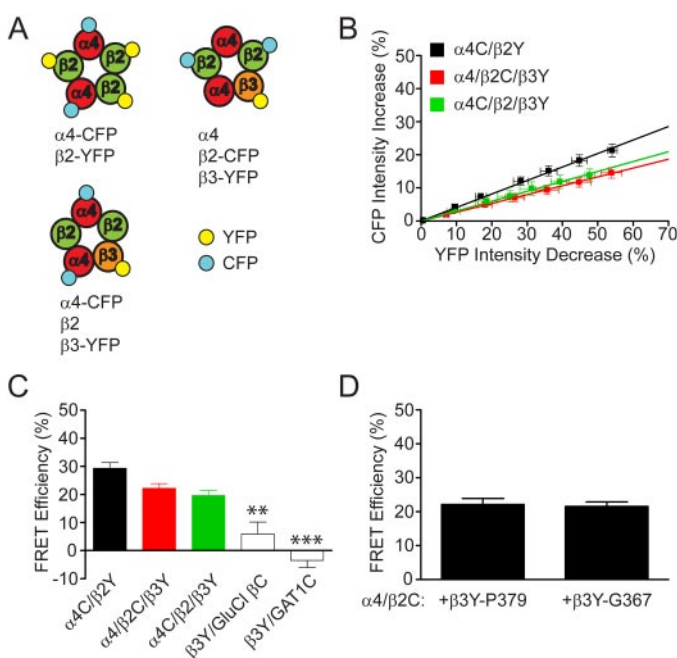 A
α4
β2
β2
α4
β2
α4-CFP
β2-YFP
α4
β2
β2
α4
β3
α4
β2-CFP
β3-YFP
α4
β2
β2
α4
β3
α4-CFP
β2
β3-YFP
YFP
CFP
B
α4C/β2Y
α4/β2C/β3Y
α4C/β2/β3Y
CFP Intensity Increase (%)
50
40
30
20
10
0
0 10 20 30 40 50 60 70
YFP Intensity Decrease (%)
C
FRET Efficiency (%)
50
40
30
20
10
0
-10
**
***
α4C/β2Y
α4/β2C/β3Y
α4C/β2/β3Y
β3Y/GluCl βC
β3Y/GAT1C
D
FRET Efficiency (%)
50
40
30
20
10
0
α4/β2C: +β3Y-P379 +β3Y-G367